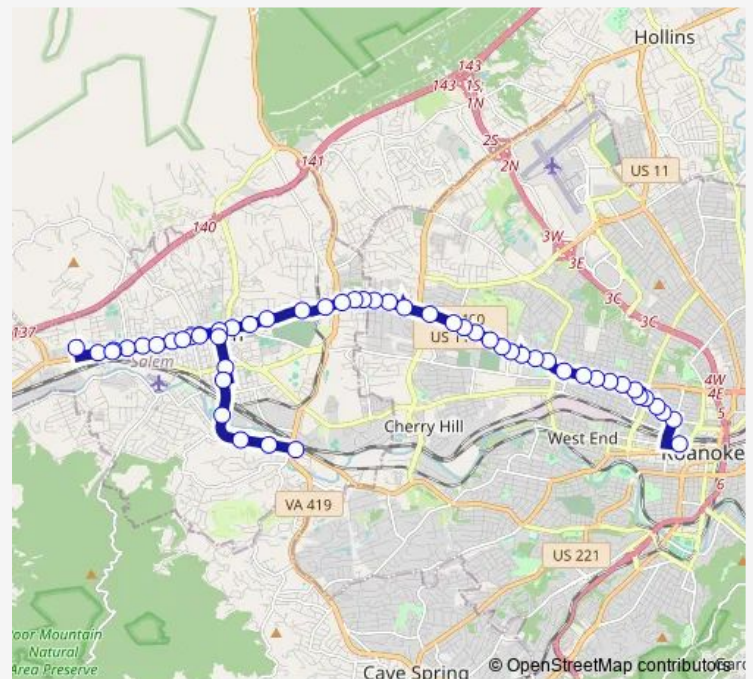 Hollins
143
143
1S;
1N
2S
2N
US 11
141
140
3W
3E
3C
3C
137
Salem
US 11
4W
4E
5
Cherry Hill
West End
Roanoke
6
VA 419
US 221
oor Mountain
Natural
Area Preserve
Cave Spring
© OpenStreetMap contributors